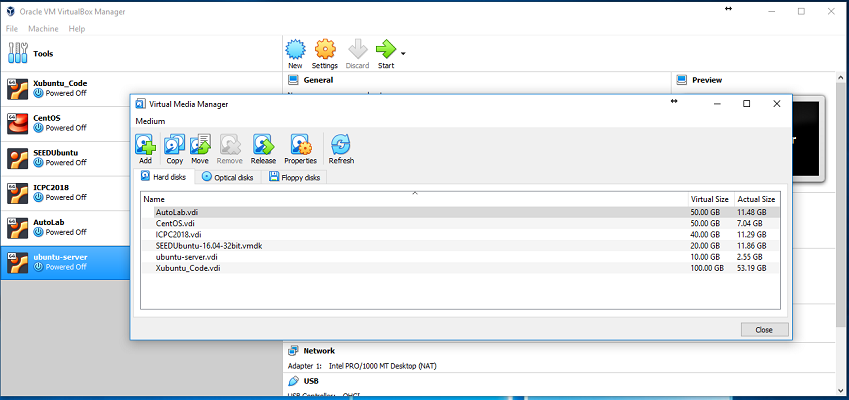 Oracle VM VirtualBox Manager
File Machine Help
Tools
New Settings Discard Start
General
Preview
Xubuntu_Code
Powered Off
CentOS
Powered Off
SEEDUbuntu
Powered Off
ICPC2018
Powered Off
AutoLab
Powered Off
ubuntu-server
Powered Off
Virtual Media Manager
Medium
Add Copy Move Remove Release Properties Refresh
Hard disks Optical disks Floppy disks
Name Virtual Size Actual Size
AutoLab.vdi 50.00 GB 11.48 GB
CentOS.vdi 50.00 GB 7.04 GB
ICPC2018.vdi 40.00 GB 11.29 GB
SEEDUbuntu-16.04-32bit.vmdk 20.00 GB 11.86 GB
ubuntu-server.vdi 10.00 GB 2.55 GB
Xubuntu_Code.vdi 100.00 GB 53.19 GB
Close
Network
Adapter 1: Intel PRO/1000 MT Desktop (NAT)
USB